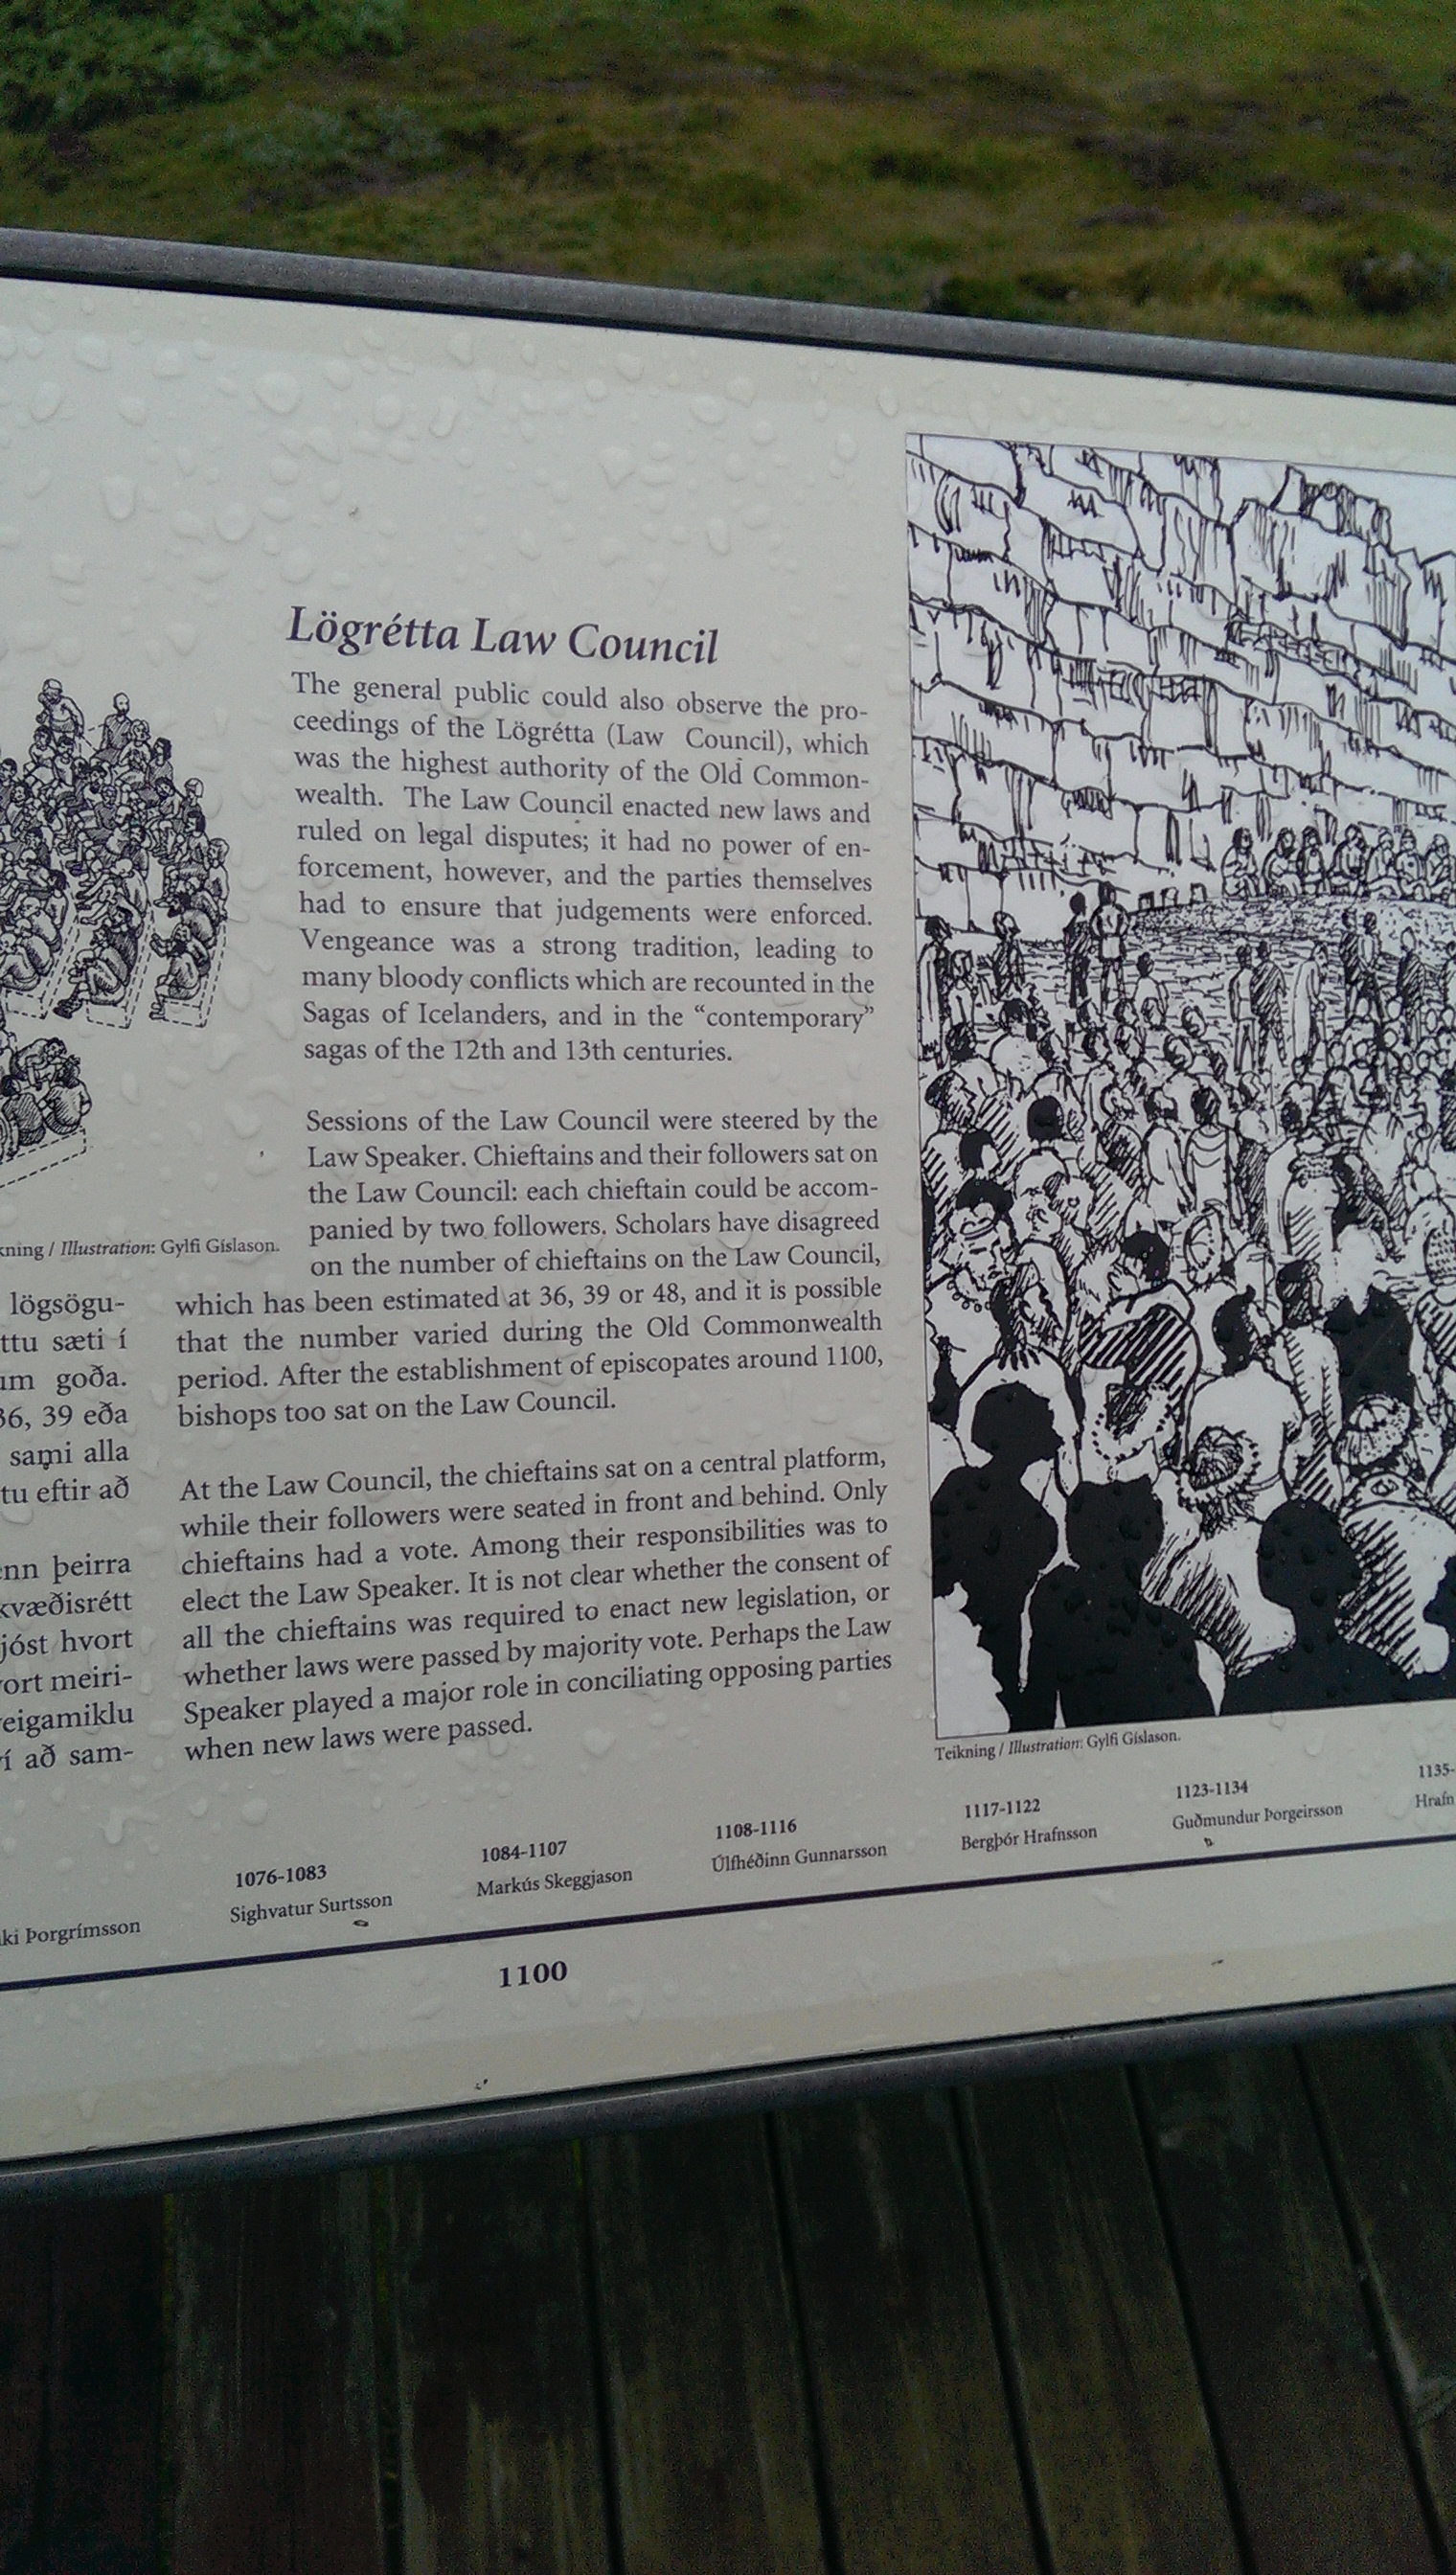 Lögrétta Law Council
The general public could also observe the pro-
ceedings of the Lögrétta (Law Council), which
was the highest authority of the Old Common-
wealth. The Law Council enacted new laws and
ruled on legal disputes; it had no power of en-
forcement, however, and the parties themselves
had to ensure that judgements were enforced.
Vengeance was a strong tradition, leading to
many bloody conflicts which are recounted in the
Sagas of Icelanders, and in the “contemporary”
sagas of the 12th and 13th centuries.
Sessions of the Law Council were steered by the
Law Speaker. Chieftains and their followers sat on
the Law Council: each chieftain could be accom-
panied by two followers. Scholars have disagreed
on the number of chieftains on the Law Council,
which has been estimated at 36, 39 or 48, and it is possible
that the number varied during the Old Commonwealth
period. After the establishment of episcopates around 1100,
bishops too sat on the Law Council.
At the Law Council, the chieftains sat on a central platform,
while their followers were seated in front and behind. Only
chieftains had a vote. Among their responsibilities was to
elect the Law Speaker. It is not clear whether the consent of
all the chieftains was required to enact new legislation, or
whether laws were passed by majority vote. Perhaps the Law
Speaker played a major role in conciliating opposing parties
when new laws were passed.
kning / Illustration: Gylfi Gíslason.
lögsögu-
ttu sæti í
um goða.
36, 39 eða
sami alla
tu eftir að
enn þeirra
kvæðisrétt
jóst hvort
vort meiri-
veigamiklu
ví að sam-
Teikning / Illustration: Gylfi Gíslason.
ki Þorgrímsson
1076-1083
Sighvatur Surtsson
1084-1107
Markús Skeggjason
1108-1116
Úlfhéðinn Gunnarsson
1117-1122
Bergþór Hrafnsson
1123-1134
Guðmundur Þorgeirsson
1135-
Hrafn
1100